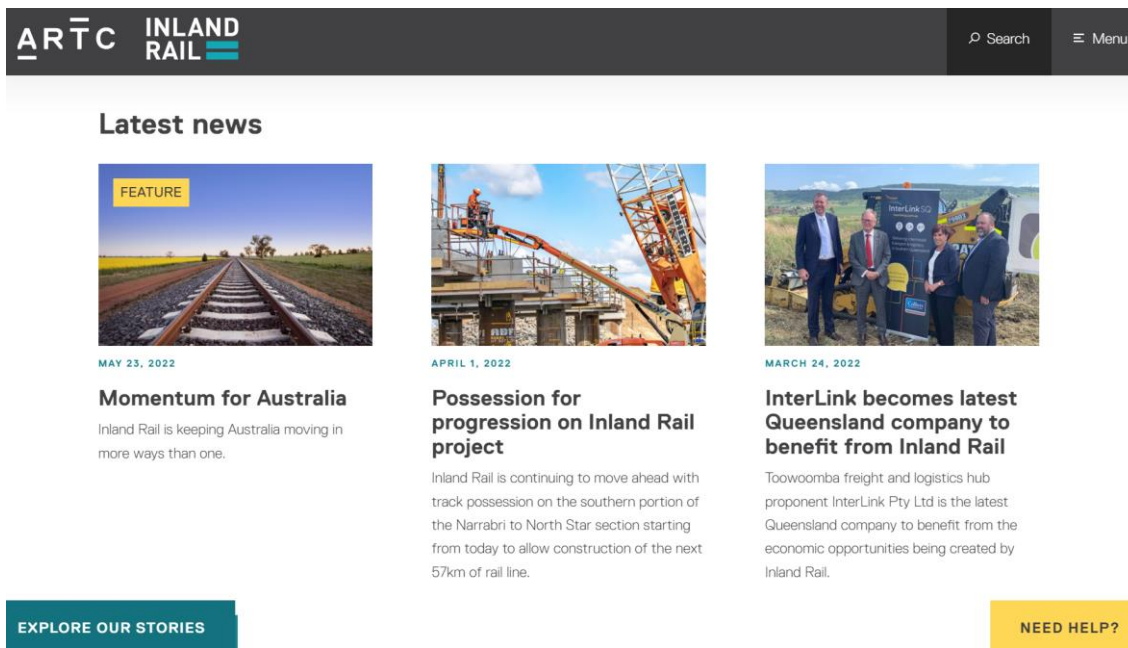 ARTC INLAND RAIL
Search
Menu
Latest news
FEATURE
MAY 23, 2022
Momentum for Australia
Inland Rail is keeping Australia moving in
more ways than one.
APRIL 1, 2022
Possession for
progression on Inland Rail
project
Inland Rail is continuing to move ahead with
track possession on the southern portion of
the Narrabri to North Star section starting
from today to allow construction of the next
57km of rail line.
InterLinkSQ
MARCH 24, 2022
InterLink becomes latest
Queensland company to
benefit from Inland Rail
Toowoomba freight and logistics hub
proponent InterLink Pty Ltd is the latest
Queensland company to benefit from the
economic opportunities being created by
Inland Rail.
EXPLORE OUR STORIES
NEED HELP?